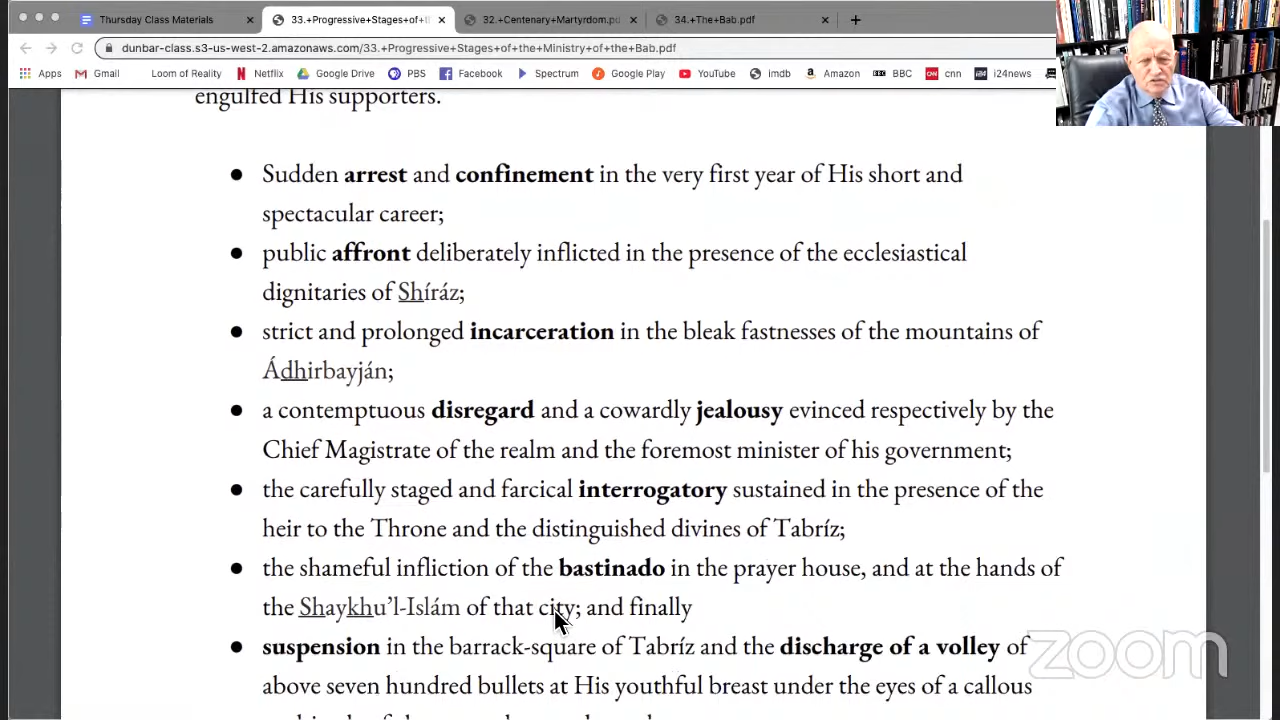 Thursday Class Materials
33.+Progressive+Stages+of+t
32.+Centenary+Martyrdom.pd
34.+The+Bab.pdf
dunbar-class.s3-us-west-2.amazonaws.com/33.+Progressive+Stages+of+the+Ministry+of+the+Bab.pdf
Apps Gmail Loom of Reality Netflix Google Drive PBS Facebook Spectrum Google Play YouTube imdb Amazon BBC cnn i24news
engulfed His supporters.
● Sudden arrest and confinement in the very first year of His short and
spectacular career;
● public affront deliberately inflicted in the presence of the ecclesiastical
dignitaries of Shíráz;
● strict and prolonged incarceration in the bleak fastnesses of the mountains of
Ádhirbayján;
● a contemptuous disregard and a cowardly jealousy evinced respectively by the
Chief Magistrate of the realm and the foremost minister of his government;
● the carefully staged and farcical interrogatory sustained in the presence of the
heir to the Throne and the distinguished divines of Tabríz;
● the shameful infliction of the bastinado in the prayer house, and at the hands of
the Shaykhu’l-Islám of that city; and finally
● suspension in the barrack-square of Tabríz and the discharge of a volley of
above seven hundred bullets at His youthful breast under the eyes of a callous
zoom